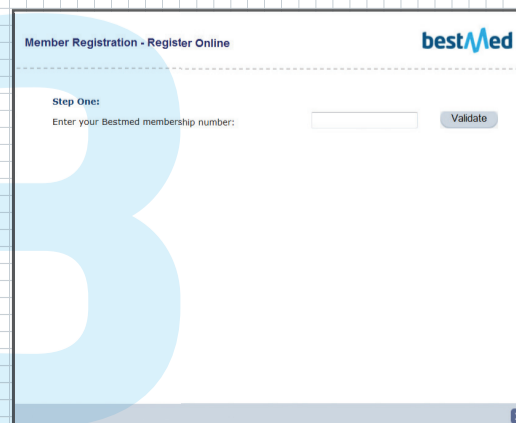 Member Registration - Register Online
bestMed
Step One:
Enter your Bestmed membership number:
Validate